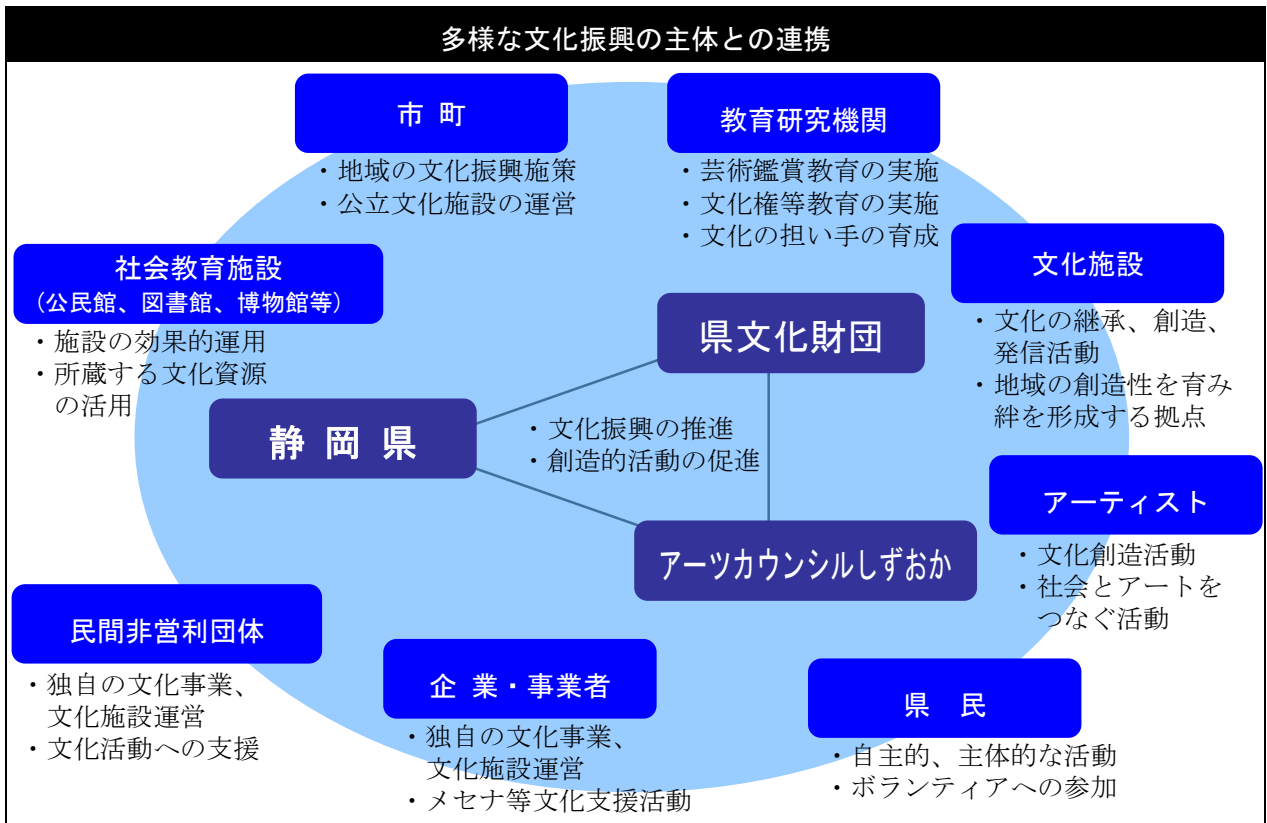 多様な文化振興の主体との連携
市 町
・地域の文化振興施策
・公立文化施設の運営
教育研究機関
・芸術鑑賞教育の実施
・文化権等教育の実施
・文化の担い手の育成
社会教育施設
(公民館、図書館、博物館等)
・施設の効果的運用
・所蔵する文化資源
の活用
文化施設
・文化の継承、創造、
発信活動
・地域の創造性を育み
絆を形成する拠点
県文化財団
静 岡 県
・文化振興の推進
・創造的活動の促進
アーツカウンシルしずおか
アーティスト
・文化創造活動
・社会とアートを
つなぐ活動
民間非営利団体
・独自の文化事業、
文化施設運営
・文化活動への支援
企 業・事業者
・独自の文化事業、
文化施設運営
・メセナ等文化支援活動
県 民
・自主的、主体的な活動
・ボランティアへの参加